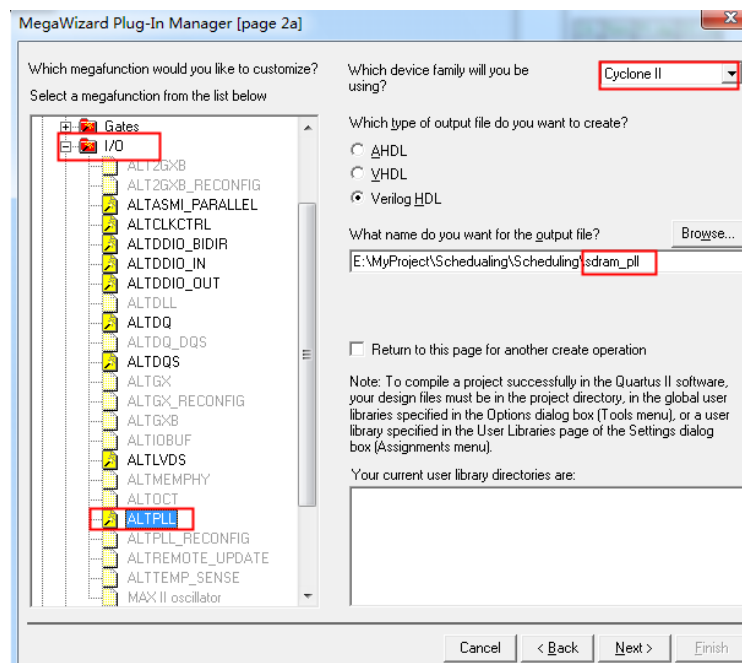 MegaWizard Plug-In Manager [page 2a]
Which megafunction would you like to customize?
Select a megafunction from the list below
Gates
I/O
ALT2GXB
ALT2GXB_RECONFIG
ALTASMI_PARALLEL
ALTCLKCTRL
ALTDDIO_BIDIR
ALTDDIO_IN
ALTDDIO_OUT
ALTDLL
ALTDQ
ALTDQ_DQS
ALTDQS
ALTGX
ALTGX_RECONFIG
ALTGXB
ALTIOBUF
ALTLVDS
ALTMEMPHY
ALTOCT
ALTPLL
ALTPLL_RECONFIG
ALTREMOTE_UPDATE
ALTTEMP_SENSE
MAX II oscillator
Which device family will you be
using?
Cyclone II
Which type of output file do you want to create?
AHDL
VHDL
Verilog HDL
What name do you want for the output file?
Browse...
E:\MyProject\Schedualing\Scheduling\sdram_pll
Return to this page for another create operation
Note: To compile a project successfully in the Quartus II software,
your design files must be in the project directory, in the global user
libraries specified in the Options dialog box (Tools menu), or a user
library specified in the User Libraries page of the Settings dialog
box (Assignments menu).
Your current user library directories are:
Cancel
< Back
Next >
Finish